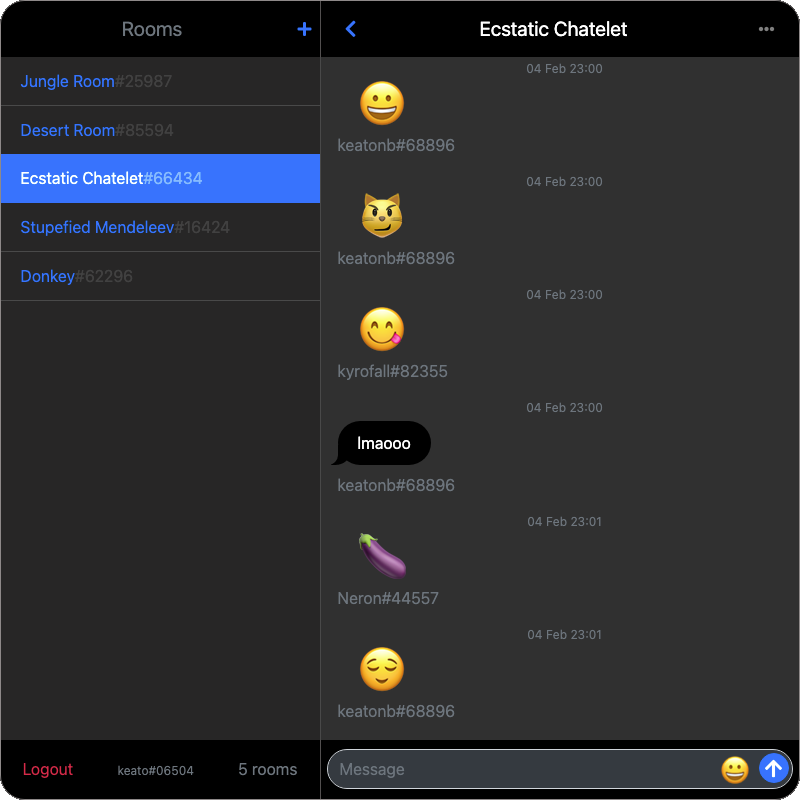 Rooms
Jungle Room#25987
Desert Room#85594
Ecstatic Chatelet#66434
Stupefied Mendeleev#16424
Donkey#62296
Logout
keato#06504
5 rooms
Ecstatic Chatelet
04 Feb 23:00
keatonb#68896
04 Feb 23:00
keatonb#68896
04 Feb 23:00
kyrofall#82355
04 Feb 23:00
lmaooo
keatonb#68896
04 Feb 23:01
Neron#44557
04 Feb 23:01
keatonb#68896
Message